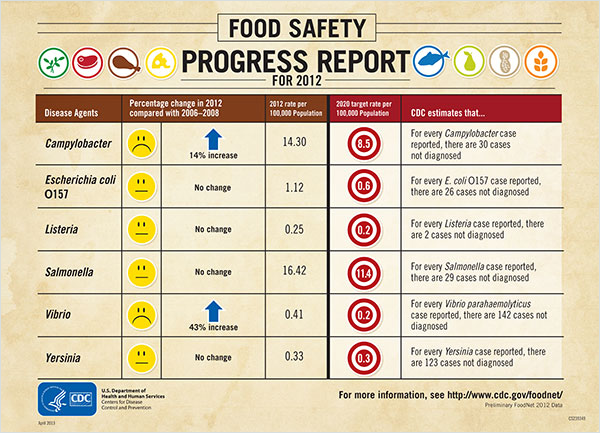 FOOD SAFETY
PROGRESS REPORT
FOR 2012
Disease Agents
Percentage change in 2012
compared with 2006–2008
2012 rate per
100,000 Population
2020 target rate per
100,000 Population
CDC estimates that...
Campylobacter
14% increase
14.30
8.5
For every Campylobacter case
reported, there are 30 cases
not diagnosed
Escherichia coli
O157
No change
1.12
0.6
For every E. coli O157 case reported,
there are 26 cases not diagnosed
Listeria
No change
0.25
0.2
For every Listeria case reported, there
are 2 cases not diagnosed
Salmonella
No change
16.42
11.4
For every Salmonella case reported,
there are 29 cases not diagnosed
Vibrio
43% increase
0.41
0.2
For every Vibrio parahaemolyticus
case reported, there are 142 cases not
diagnosed
Yersinia
No change
0.33
0.3
For every Yersinia case reported, there
are 123 cases not diagnosed
CDC
U.S. Department of
Health and Human Services
Centers for Disease
Control and Prevention
For more information, see http://www.cdc.gov/foodnet/
Preliminary FoodNet 2012 Data
April 2013